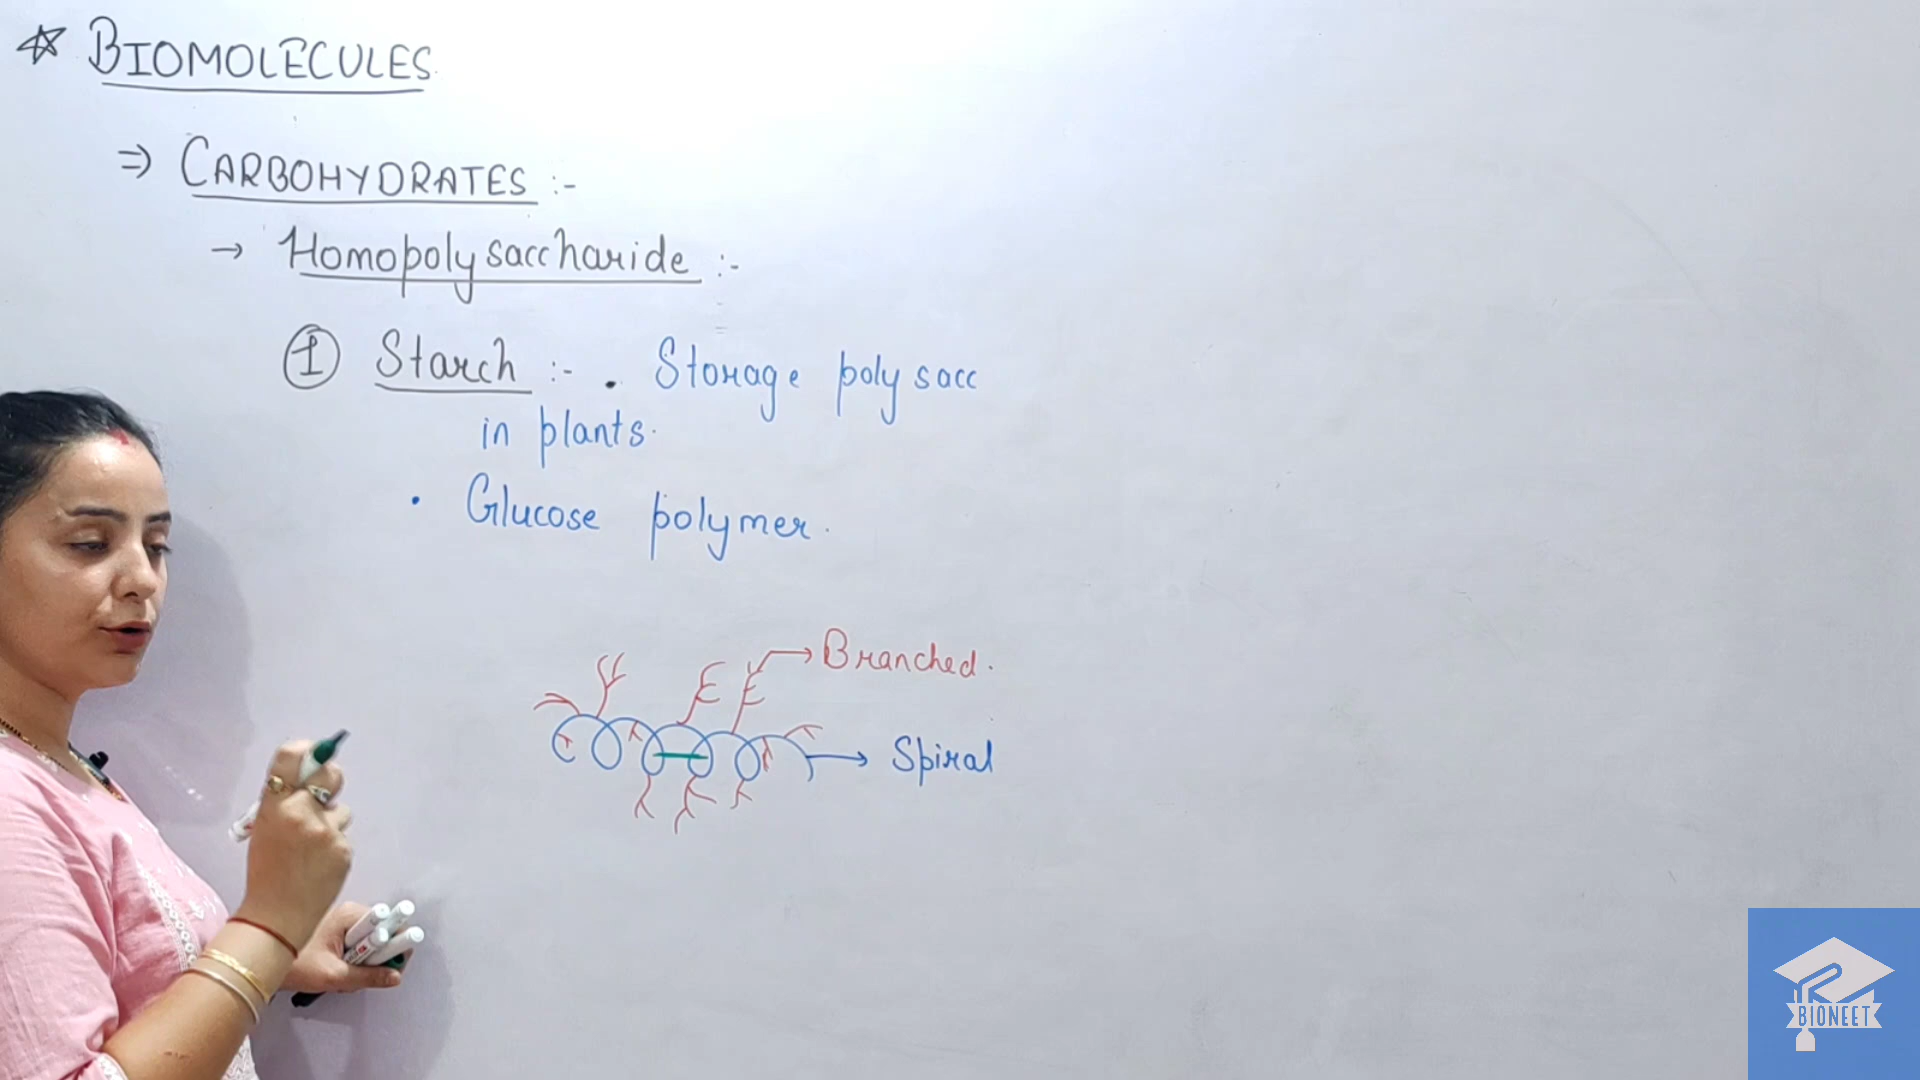 ☆ BIOMOLECULES
⇒ CARBOHYDRATES :-
→ Homopolysaccharide :-
① Starch :- . Storage polysacc
in plants.
• Glucose polymer.
→ Branched.
→ Spiral
BIONEET